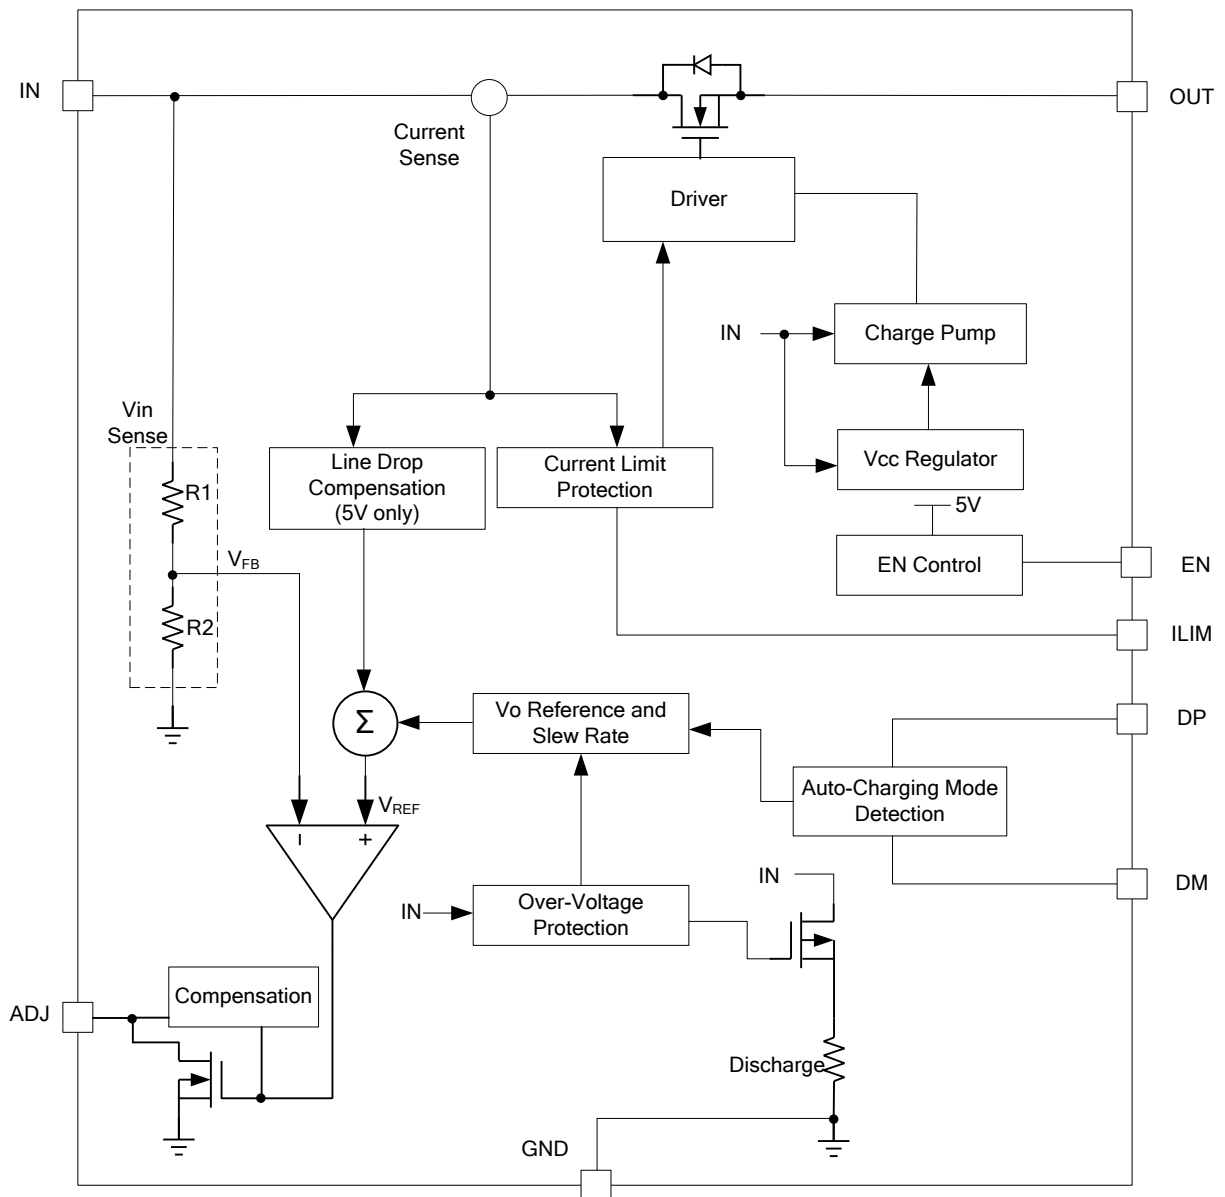 IN
OUT
Current
Sense
Driver
IN
Charge Pump
Vin
Sense
Line Drop
Compensation
(5V only)
Current Limit
Protection
Vcc Regulator
R1
5V
VFB
EN Control
EN
R2
ILIM
Σ
Vo Reference and
Slew Rate
DP
Auto-Charging Mode
Detection
VREF
- +
IN
DM
IN
Over-Voltage
Protection
Compensation
ADJ
Discharge
GND